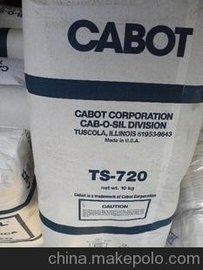 CABOT
CABOT CORPORATION
CAB-O-SIL DIVISION
TUSCOLA, ILLINOIS 61953-9643
Made in U.S.A.
TS-720
net wt. 10 kg
Cabot is a trademark of Cabot Corporation
CAUTION
china.makepolo.com